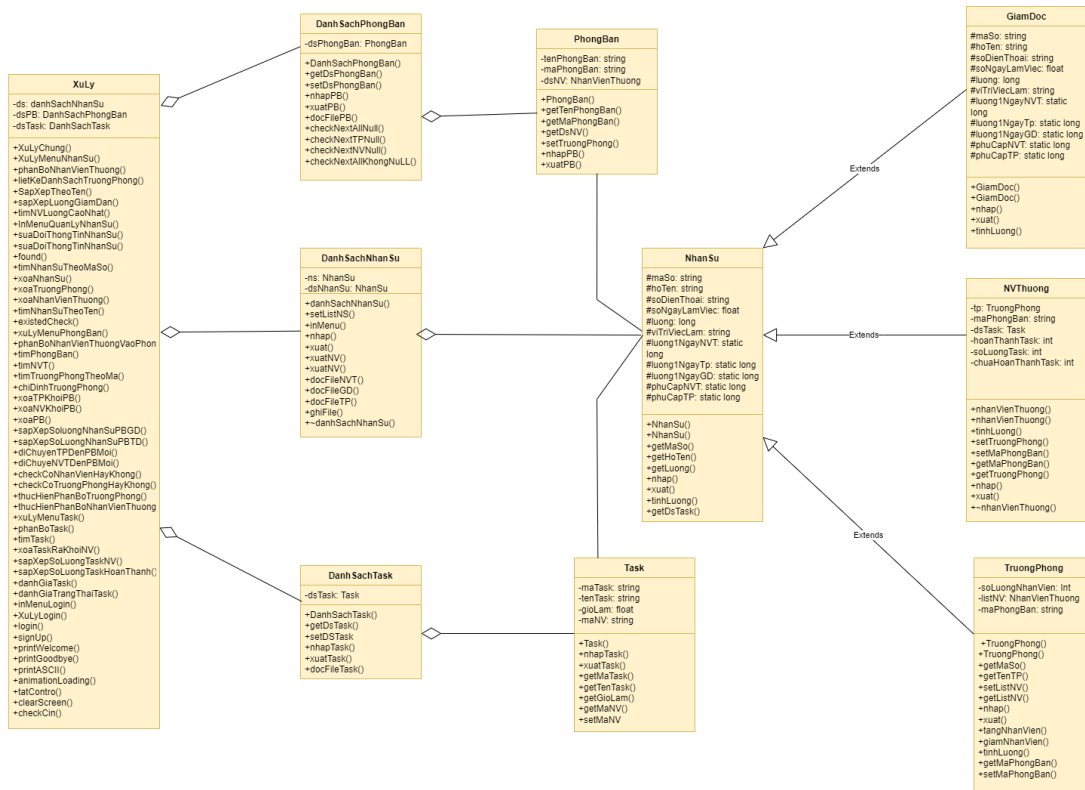 XuLy
-ds: danhSachNhanSu
-dsPB: DanhSachPhongBan
-dsTask: DanhSachTask
+XuLyChung()
+XuLyMenuNhanSu()
+phanBoNhanVienThuong()
+lietKeDanhSachTruongPhong()
+SapXepTheoTen()
+sapXepLuongGiamDan()
+timNVLuongCaoNhat()
+InMenuQuanLyNhanSu()
+suaDoiThongTinNhanSu()
+suaDoiThongTinNhanSu()
+found()
+timNhanSuTheoMaSo()
+xoaNhanSu()
+xoaTruongPhong()
+xoaNhanVienThuong()
+timNhanSuTheoTen()
+existedCheck()
+xuLyMenuPhongBan()
+phanBoNhanVienThuongVaoPhon
+timPhongBan()
+timNVT()
+timTruongPhongTheoMa()
+chiDinhTruongPhong()
+xoaTPKhoiPB()
+xoaNVKhoiPB()
+xoaPB()
+sapXepSoluongNhanSuPBGD()
+sapXepSoLuongNhanSuPBTD()
+diChuyenTPDenPBMoi()
+diChuyeNVTDenPBMoi()
+checkCoNhanVienHayKhong()
+checkCoTruongPhongHayKhong()
+thucHienPhanBoTruongPhong()
+thucHienPhanBoNhanVienThuong
+xuLyMenuTask()
+phanBoTask()
+timTask()
+xoaTaskRaKhoiNV()
+sapXepSoLuongTaskNV()
+sapXepSoLuongTaskHoanThanh()
+danhGiaTask()
+danhGiaTrangThaiTask()
+inMenuLogin()
+XuLyLogin()
+login()
+signUp()
+printWelcome()
+printGoodbye()
+printASCII()
+animationLoading()
+tatContro()
+clearScreen()
+checkCin()
DanhSachPhongBan
-dsPhongBan: PhongBan
+DanhSachPhongBan()
+getDsPhongBan()
+setDsPhongBan()
+nhapPB()
+xuatPB()
+docFilePB()
+checkNextAllNull()
+checkNextTPNull()
+checkNextNVNull()
+checkNextAllKhongNuLL()
DanhSachNhanSu
-ns: NhanSu
-dsNhanSu: NhanSu
+danhSachNhanSu()
+setListNS()
+inMenu()
+nhap()
+xuat()
+xuatNV()
+xuatNV()
+docFileNVT()
+docFileGD()
+docFileTP()
+ghiFile()
+~danhSachNhanSu()
DanhSachTask
-dsTask: Task
+DanhSachTask()
+getDsTask()
+setDSTask
+nhapTask()
+xuatTask()
+docFileTask()
PhongBan
-tenPhongBan: string
-maPhongBan: string
-dsNV: NhanVienThuong
+PhongBan()
+getTenPhongBan()
+getMaPhongBan()
+getDsNV()
+setTruongPhong()
+nhapPB()
+xuatPB()
NhanSu
#maSo: string
#hoTen: string
#soDienThoai: string
#soNgayLamViec: float
#luong: long
#viTriViecLam: string
#luong1NgayNVT: static
long
#luong1NgayTp: static long
#luong1NgayGD: static long
#phuCapNVT: static long
#phuCapTP: static long
+NhanSu()
+NhanSu()
+getMaSo()
+getHoTen()
+getLuong()
+nhap()
+xuat()
+tinhLuong()
+getDsTask()
Task
-maTask: string
-tenTask: string
-gioLam: float
-maNV: string
+Task()
+nhapTask()
+xuatTask()
+getMaTask()
+getTenTask()
+getGioLam()
+getMaNV()
+setMaNV
Extends
Extends
Extends
GiamDoc
#maSo: string
#hoTen: string
#soDienThoai: string
#soNgayLamViec: float
#luong: long
#viTriViecLam: string
#luong1NgayNVT: static
long
#luong1NgayTp: static long
#luong1NgayGD: static long
#phuCapNVT: static long
#phuCapTP: static long
+GiamDoc()
+GiamDoc()
+nhap()
+xuat()
+tinhLuong()
NVThuong
-tp: TruongPhong
-maPhongBan: string
-dsTask: Task
-hoanThanhTask: int
-soLuongTask: int
-chuaHoanThanhTask: int
+nhanVienThuong()
+nhanVienThuong()
+tinhLuong()
+setTruongPhong()
+setMaPhongBan()
+getMaPhongBan()
+getTruongPhong()
+nhap()
+xuat()
+~nhanVienThuong()
TruongPhong
-soLuongNhanVien: Int
-listNV: NhanVienThuong
-maPhongBan: string
+TruongPhong()
+TruongPhong()
+getMaSo()
+getTenTP()
+setListNV()
+getListNV()
+nhap()
+xuat()
+tangNhanVien()
+giamNhanVien()
+tinhLuong()
+getMaPhongBan()
+setMaPhongBan()